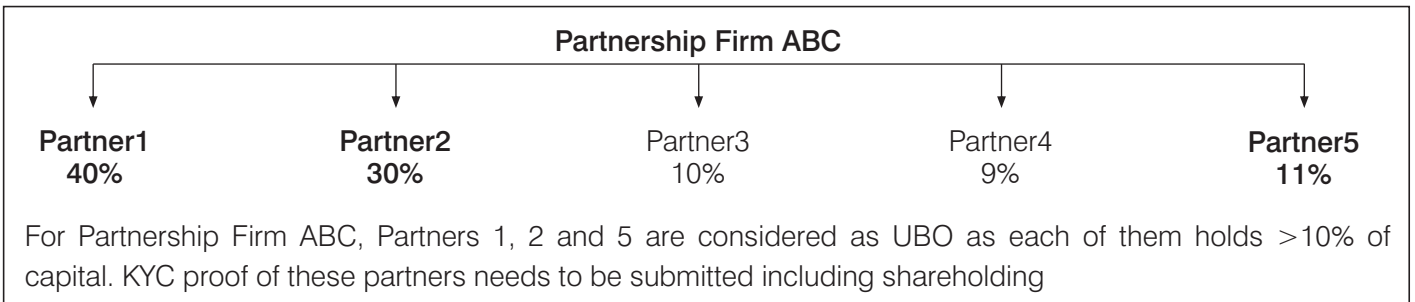 Partnership Firm ABC
Partner1 Partner2 Partner3 Partner4 Partner5
40% 30% 10% 9% 11%
For Partnership Firm ABC, Partners 1, 2 and 5 are considered as UBO as each of them holds >10% of
capital. KYC proof of these partners needs to be submitted including shareholding